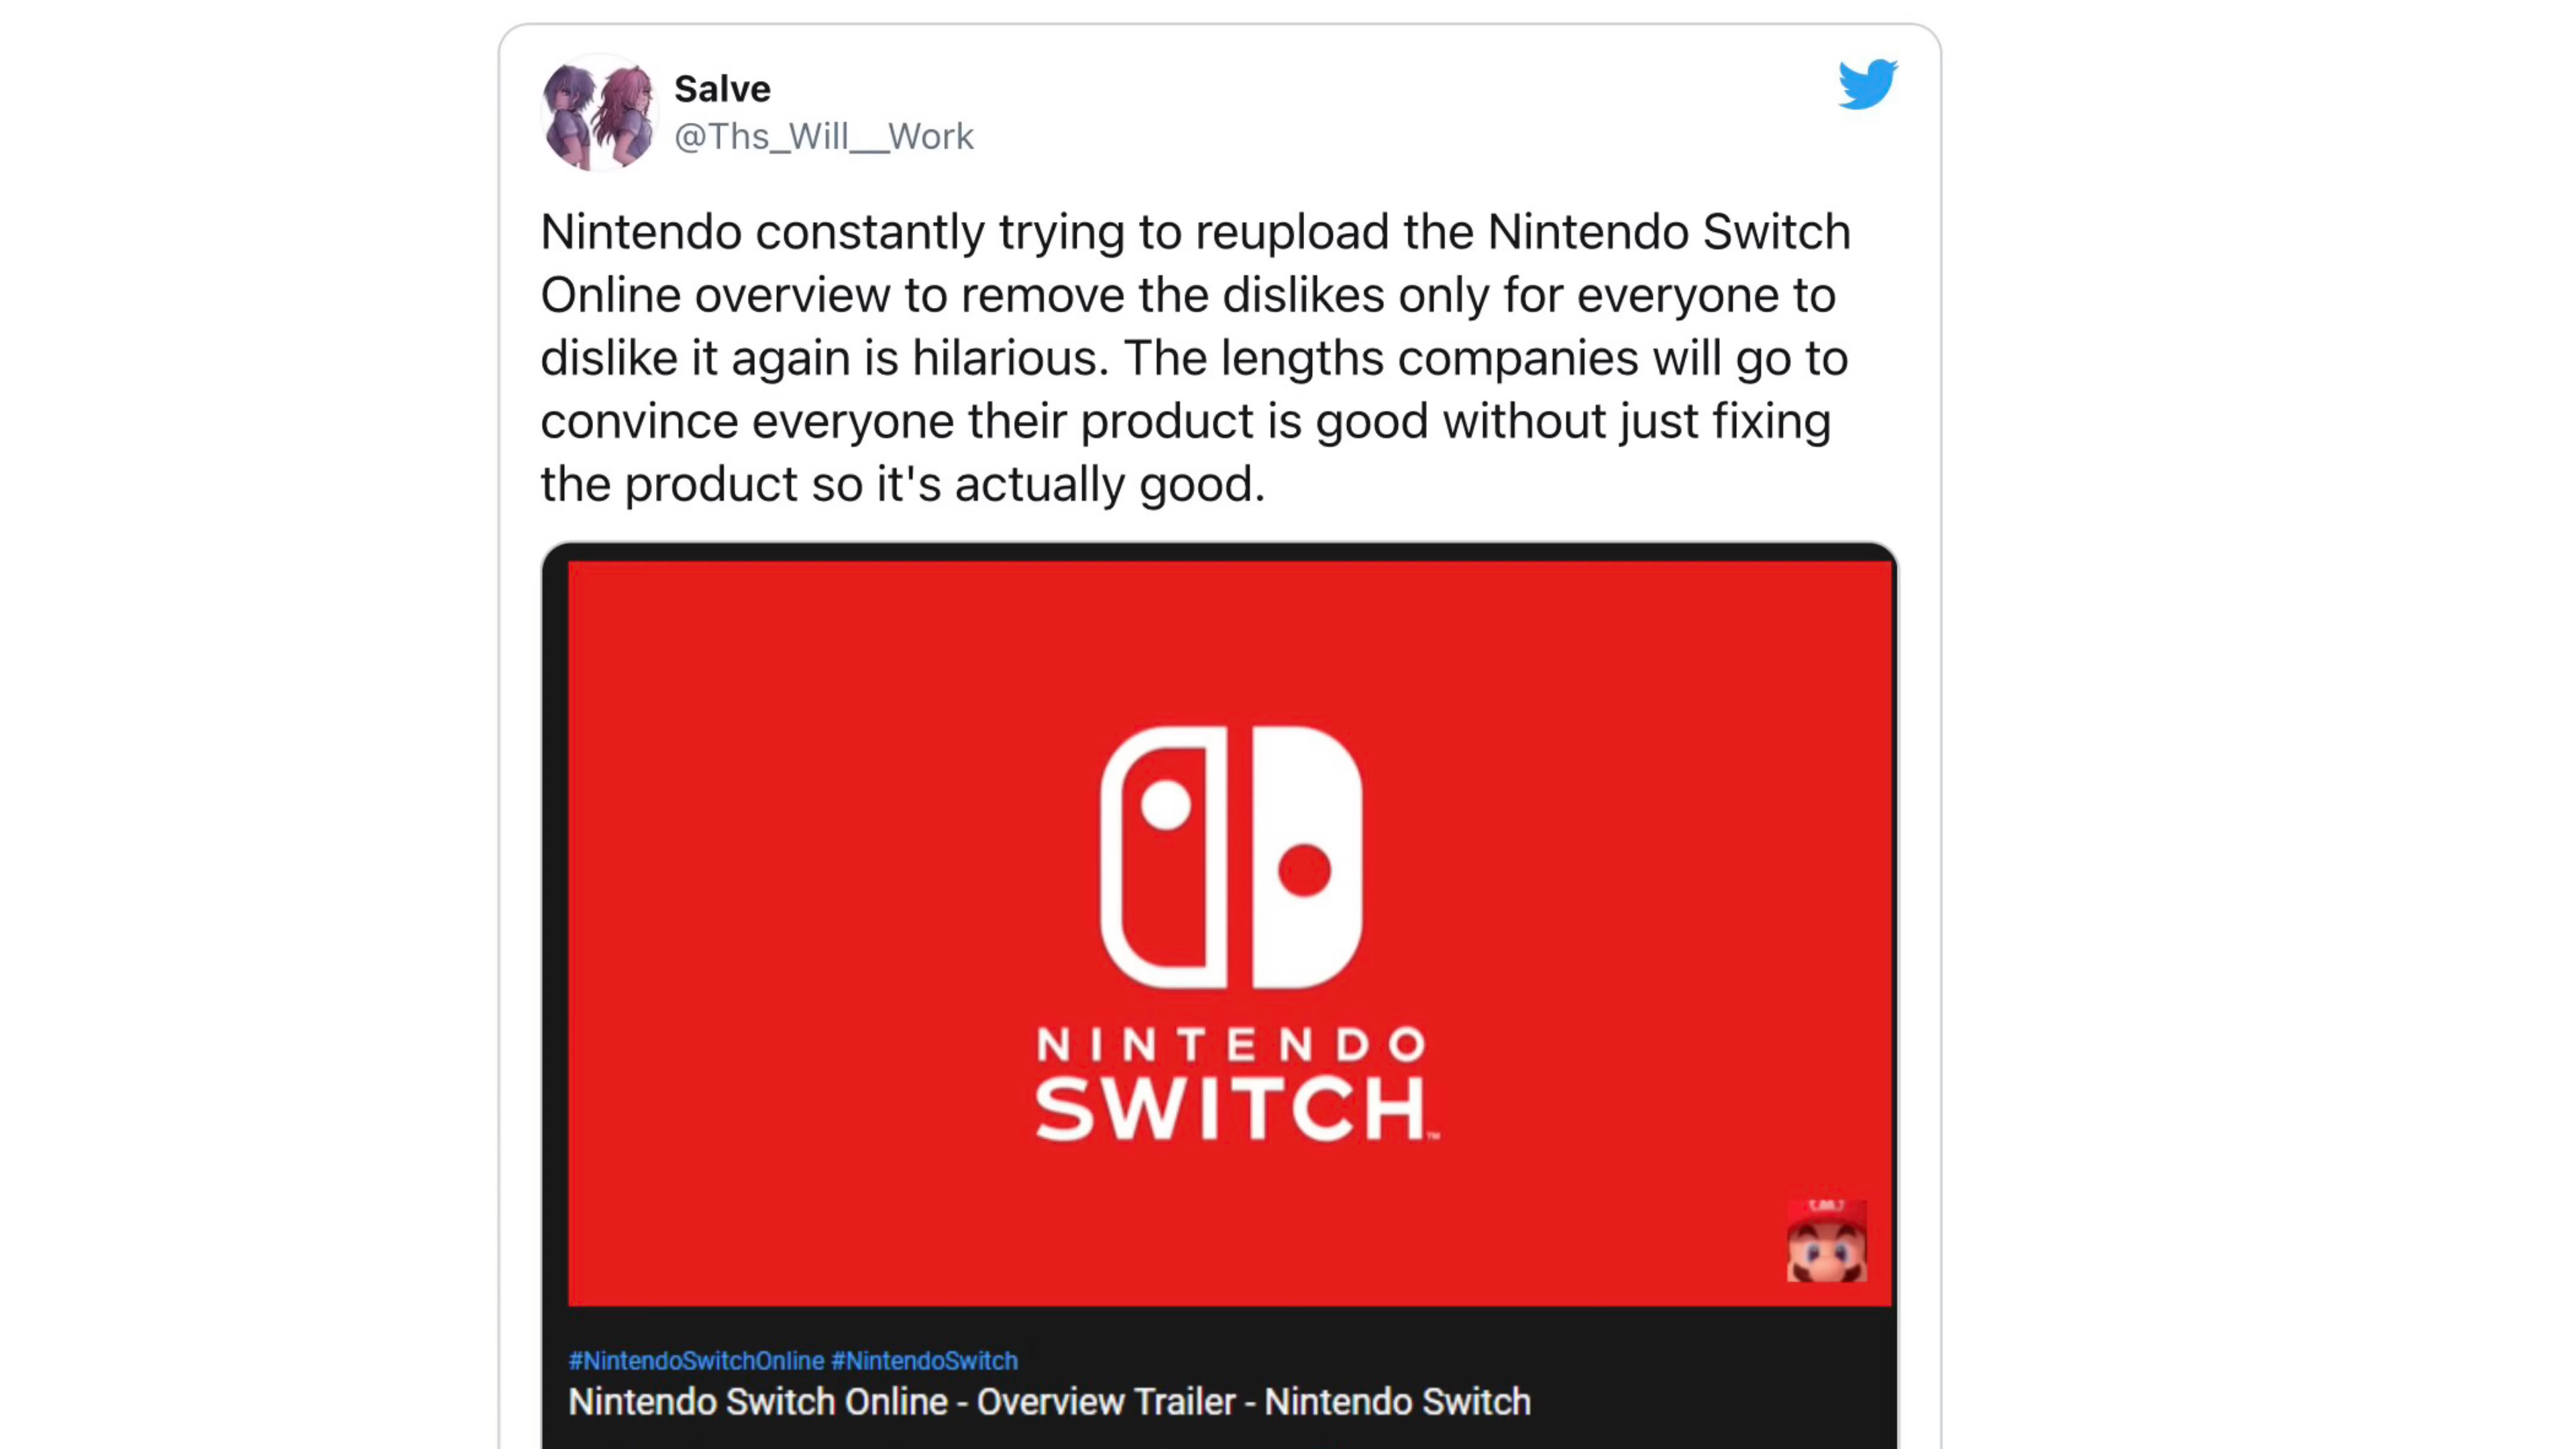 Salve
@Ths_Will__Work
Nintendo constantly trying to reupload the Nintendo Switch
Online overview to remove the dislikes only for everyone to
dislike it again is hilarious. The lengths companies will go to
convince everyone their product is good without just fixing
the product so it's actually good.
NINTENDO
SWITCH™
#NintendoSwitchOnline #NintendoSwitch
Nintendo Switch Online - Overview Trailer - Nintendo Switch